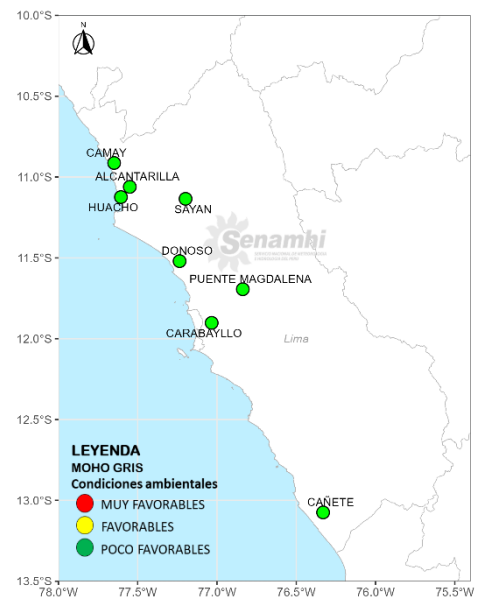 10.0°S
N
10.5°S
CAMAY
11.0°S
ALCANTARILLA
HUACHO
SAYAN
Senamhi
11.5°S
DONOSO
PUENTE MAGDALENA
12.0°S
CARABAYLLO
Lima
12.5°S
LEYENDA
MOHO GRIS
Condiciones ambientales
13.0°S
CAÑETE
MUY FAVORABLES
FAVORABLES
POCO FAVORABLES
13.5°S
78.0°W 77.5°W 77.0°W 76.5°W 76.0°W 75.5°W